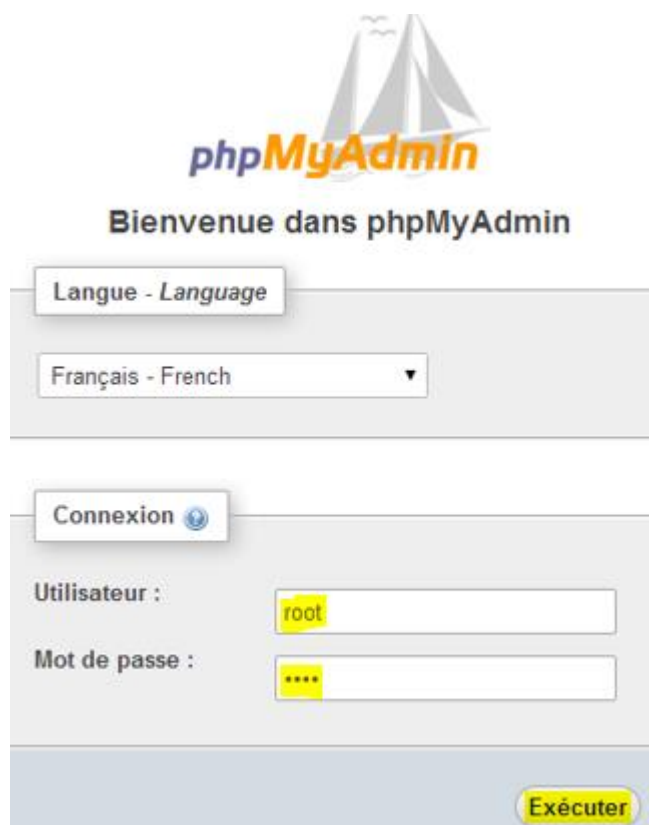 phpMyAdmin
Bienvenue dans phpMyAdmin
Langue - Language
Français - French
Connexion
Utilisateur :
root
Mot de passe :
••••
Exécuter